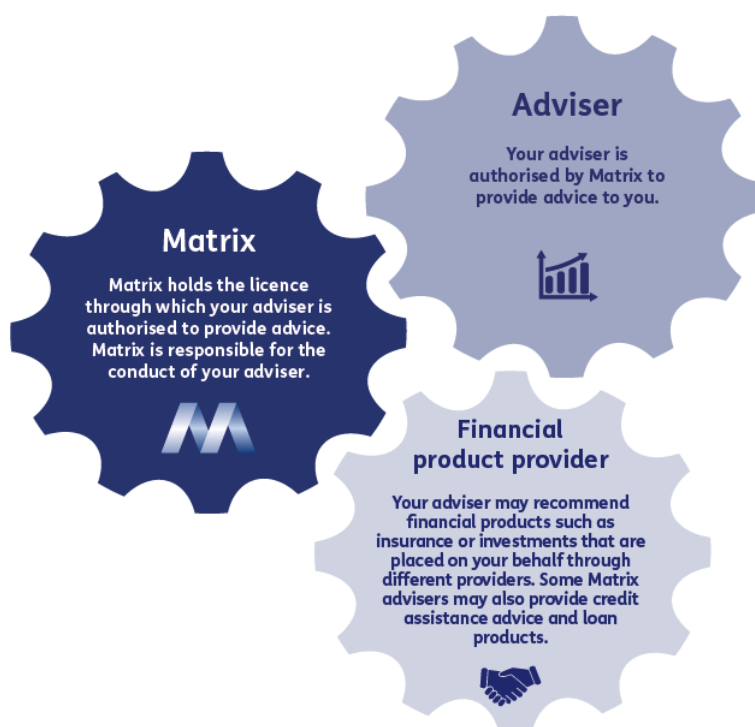 Adviser
Your adviser is
authorised by Matrix to
provide advice to you.
Matrix
Matrix holds the licence
through which your adviser is
authorised to provide advice.
Matrix is responsible for the
conduct of your adviser.
Financial
product provider
Your adviser may recommend
financial products such as
insurance or investments that are
placed on your behalf through
different providers. Some Matrix
advisers may also provide credit
assistance advice and loan
products.